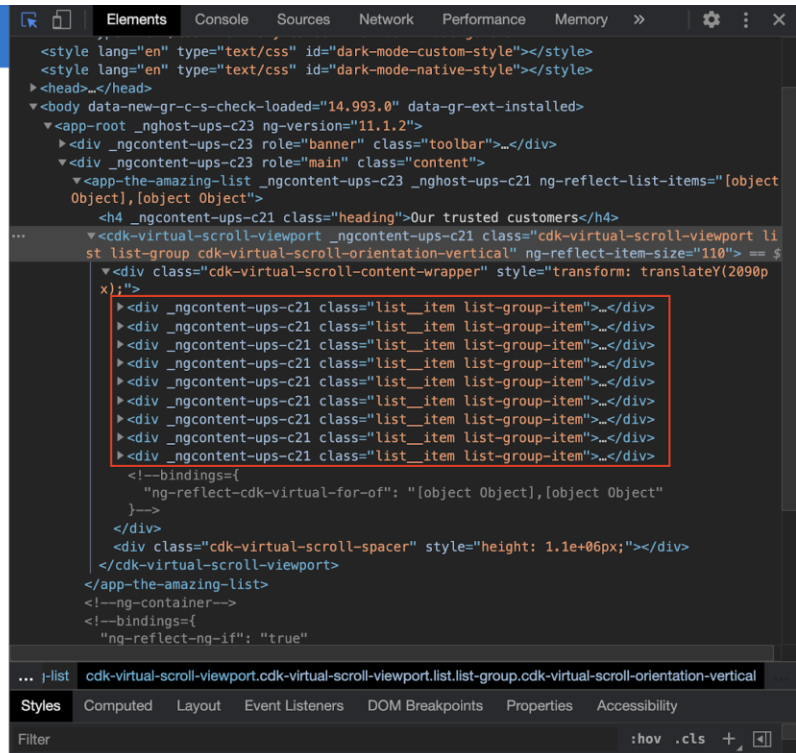 Elements Console Sources Network Performance Memory »
<style lang="en" type="text/css" id="dark-mode-custom-style"></style>
<style lang="en" type="text/css" id="dark-mode-native-style"></style>
▶<head>…</head>
▼<body data-new-gr-c-s-check-loaded="14.993.0" data-gr-ext-installed>
▼<app-root _nghost-ups-c23 ng-version="11.1.2">
▶<div _ngcontent-ups-c23 role="banner" class="toolbar">…</div>
▼<div _ngcontent-ups-c23 role="main" class="content">
▼<app-the-amazing-list _ngcontent-ups-c23 _nghost-ups-c21 ng-reflect-list-items="[object
Object],[object Object">
<h4 _ngcontent-ups-c21 class="heading">Our trusted customers</h4>
… ▼<cdk-virtual-scroll-viewport _ngcontent-ups-c21 class="cdk-virtual-scroll-viewport li
st list-group cdk-virtual-scroll-orientation-vertical" ng-reflect-item-size="110"> == $
▼<div class="cdk-virtual-scroll-content-wrapper" style="transform: translateY(2090p
x);">
▶<div _ngcontent-ups-c21 class="list__item list-group-item">…</div>
▶<div _ngcontent-ups-c21 class="list__item list-group-item">…</div>
▶<div _ngcontent-ups-c21 class="list__item list-group-item">…</div>
▶<div _ngcontent-ups-c21 class="list__item list-group-item">…</div>
▶<div _ngcontent-ups-c21 class="list__item list-group-item">…</div>
▶<div _ngcontent-ups-c21 class="list__item list-group-item">…</div>
▶<div _ngcontent-ups-c21 class="list__item list-group-item">…</div>
▶<div _ngcontent-ups-c21 class="list__item list-group-item">…</div>
▶<div _ngcontent-ups-c21 class="list__item list-group-item">…</div>
<!--bindings={
"ng-reflect-cdk-virtual-for-of": "[object Object],[object Object"
}-->
</div>
<div class="cdk-virtual-scroll-spacer" style="height: 1.1e+06px;"></div>
</cdk-virtual-scroll-viewport>
</app-the-amazing-list>
<!--ng-container-->
<!--bindings={
"ng-reflect-ng-if": "true"
… -list cdk-virtual-scroll-viewport.cdk-virtual-scroll-viewport.list.list-group.cdk-virtual-scroll-orientation-vertical …
Styles Computed Layout Event Listeners DOM Breakpoints Properties Accessibility
Filter :hov .cls +